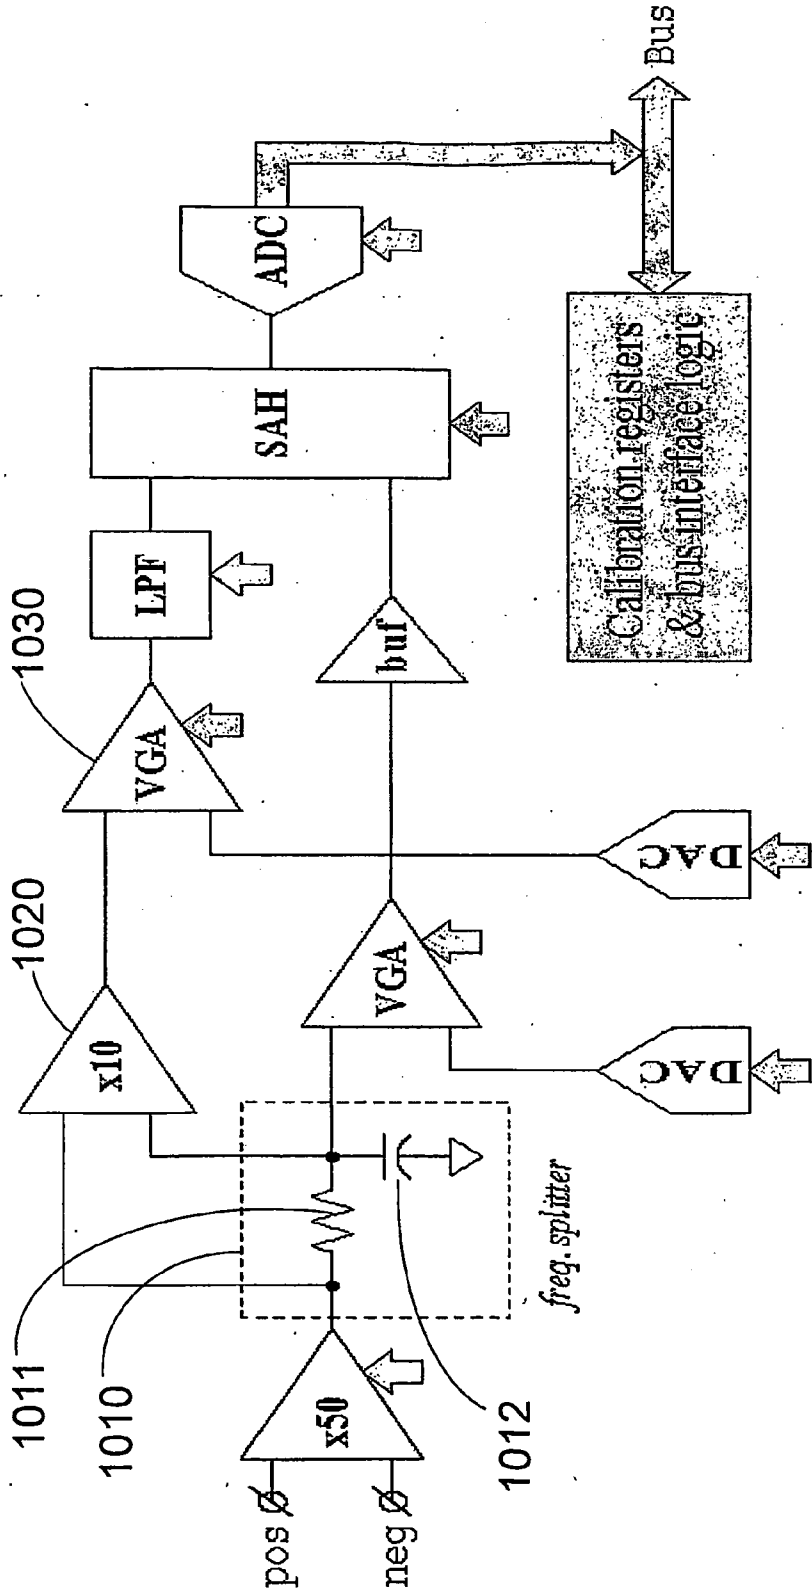 1011
1010
1020
1030
pos
neg
x50
1012
freq. splitter
x10
VGA
VGA
DAC
DAC
LPF
buf
SAH
ADC
Calibration registers
& bus interface logic
Bus